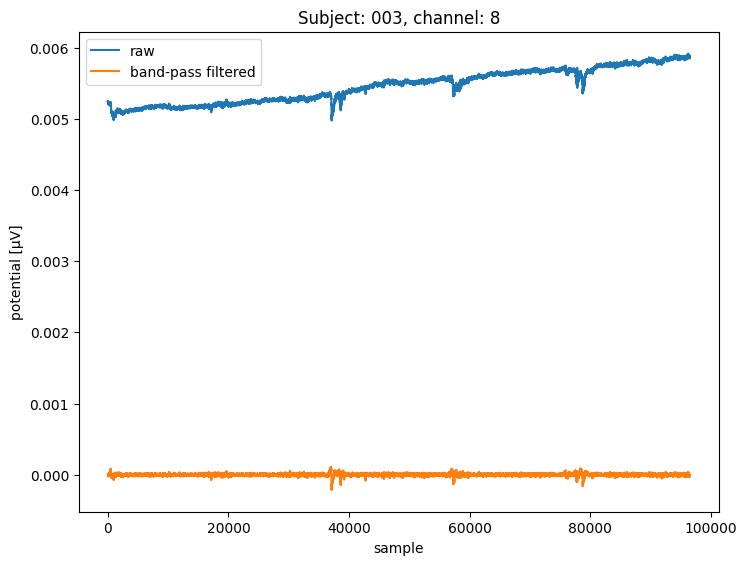 Subject: 003, channel: 8
raw
band-pass filtered
0.006
0.005
0.004
0.003
0.002
0.001
0.000
potential [µV]
0 20000 40000 60000 80000 100000
sample